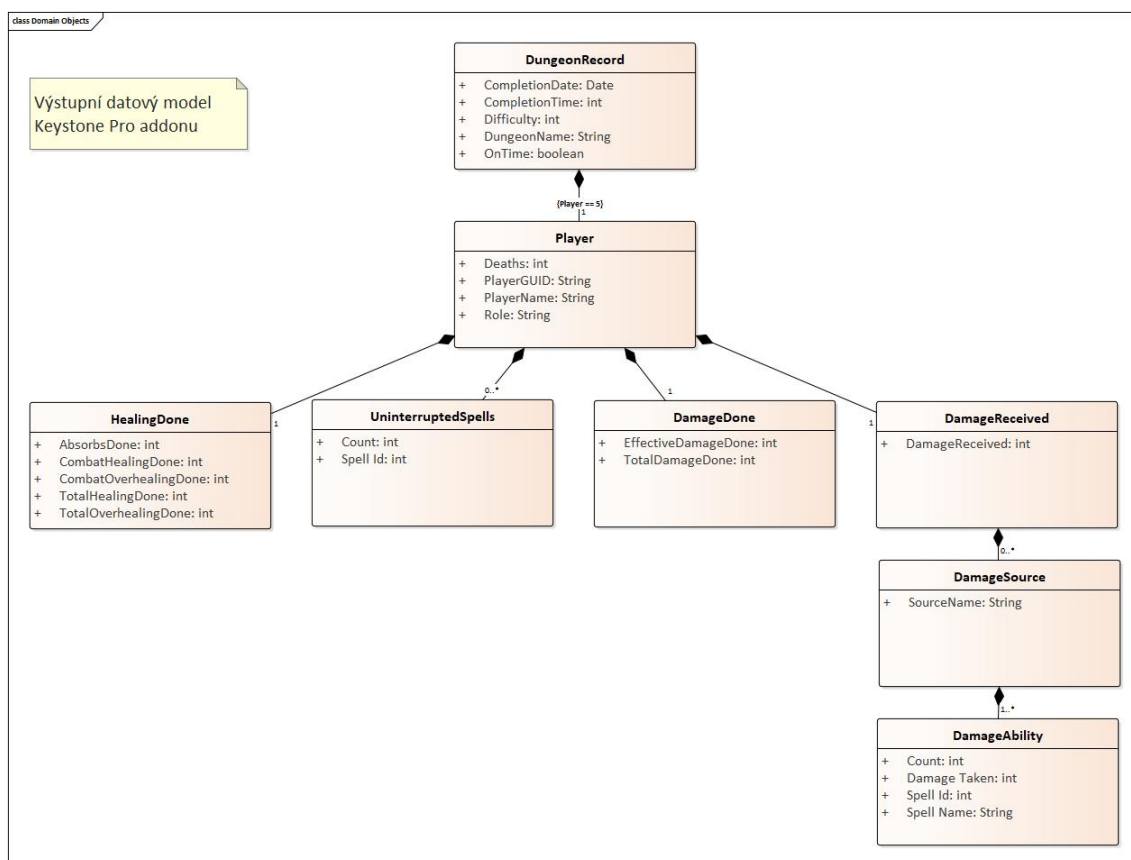 class Domain Objects
Výstupní datový model
Keystone Pro addonu
DungeonRecord
+ CompletionDate: Date
+ CompletionTime: int
+ Difficulty: int
+ DungeonName: String
+ OnTime: boolean
{Player == 5}
1
Player
+ Deaths: int
+ PlayerGUID: String
+ PlayerName: String
+ Role: String
1
HealingDone
+ AbsorbsDone: int
+ CombatHealingDone: int
+ CombatOverhealingDone: int
+ TotalHealingDone: int
+ TotalOverhealingDone: int
0..*
UninterruptedSpells
+ Count: int
+ Spell Id: int
1
DamageDone
+ EffectiveDamageDone: int
+ TotalDamageDone: int
1
DamageReceived
+ DamageReceived: int
0..*
DamageSource
+ SourceName: String
1..*
DamageAbility
+ Count: int
+ Damage Taken: int
+ Spell Id: int
+ Spell Name: String